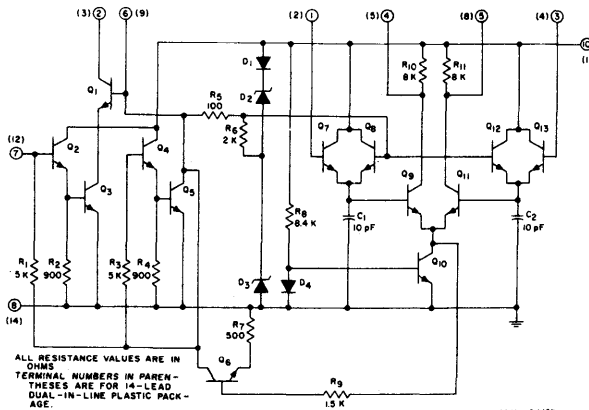 (3) 2 6 (9) (2) 1 (5) 4 (8) 5 (4) 3
10
R10
8K
R11
8K
D1
Q1
D2
R5
100
R6
2 K
Q7 Q8
Q12 Q13
(12)
7
Q2
Q4
Q3
Q5
Q9
Q11
R8
8.4 K
C1
10 pF
C2
10 pF
R1
5 K
R2
900
R3
5 K
R4
900
D3
D4
Q10
8
(14)
R7
500
Q6
R9
1.5 K
ALL RESISTANCE VALUES ARE IN
OHMS
TERMINAL NUMBERS IN PAREN-
THESES ARE FOR 14-LEAD
DUAL-IN-LINE PLASTIC PACK-
AGE.